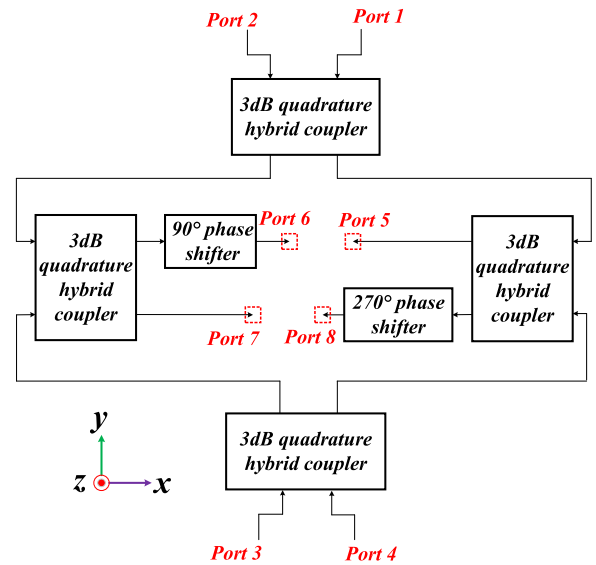 Port 2
Port 1
3dB quadrature
hybrid coupler
Port 6
Port 5
3dB
quadrature
hybrid
coupler
90° phase
shifter
3dB
quadrature
hybrid
coupler
270° phase
shifter
Port 7
Port 8
3dB quadrature
hybrid coupler
y
z
x
Port 3
Port 4